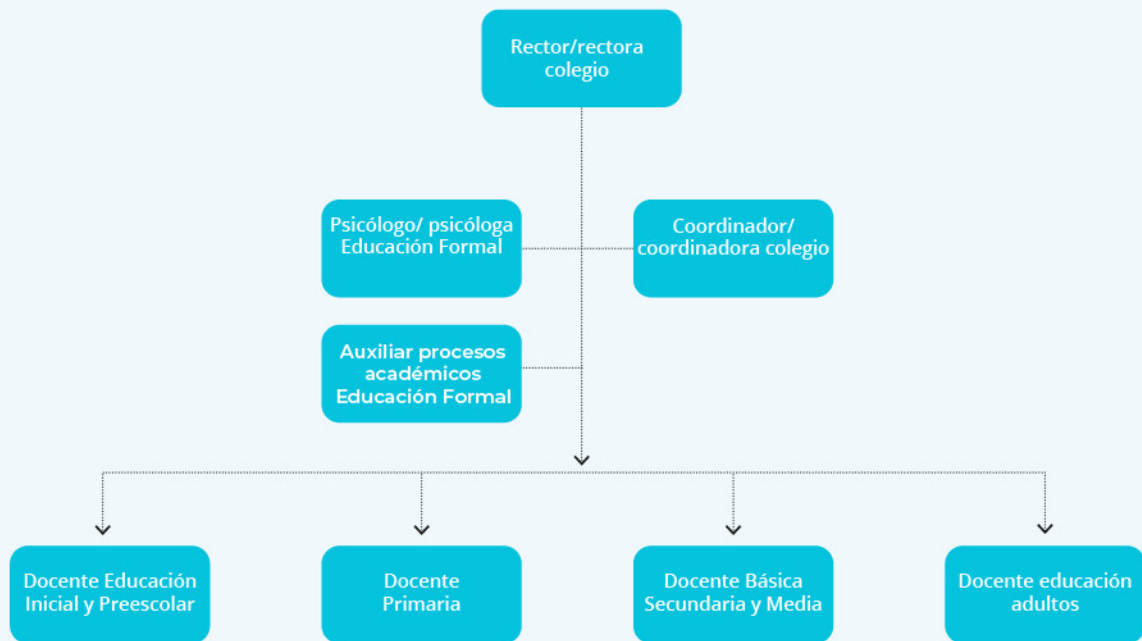 Rector/rectora
colegio
Psicólogo/ psicóloga
Educación Formal
Coordinador/
coordinadora colegio
Auxiliar procesos
académicos
Educación Formal
Docente Educación
Inicial y Preescolar
Docente
Primaria
Docente Básica
Secundaria y Media
Docente educación
adultos